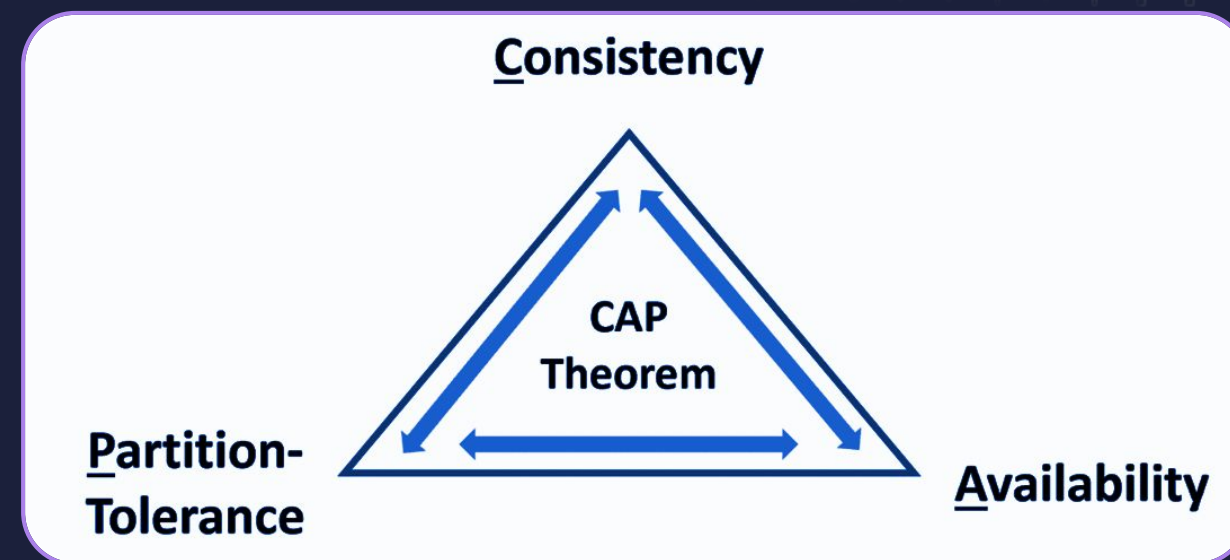 Consistency
CAP
Theorem
Partition-
Tolerance
Availability